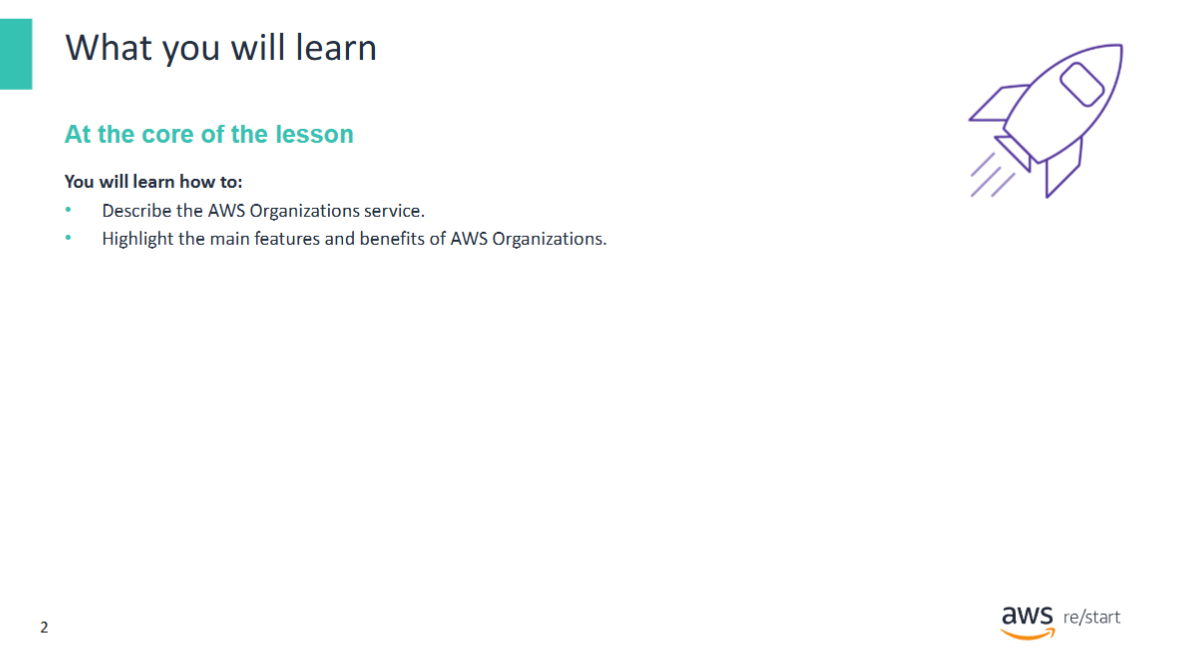 What you will learn
At the core of the lesson
You will learn how to:
• Describe the AWS Organizations service.
• Highlight the main features and benefits of AWS Organizations.
2
aws re/start